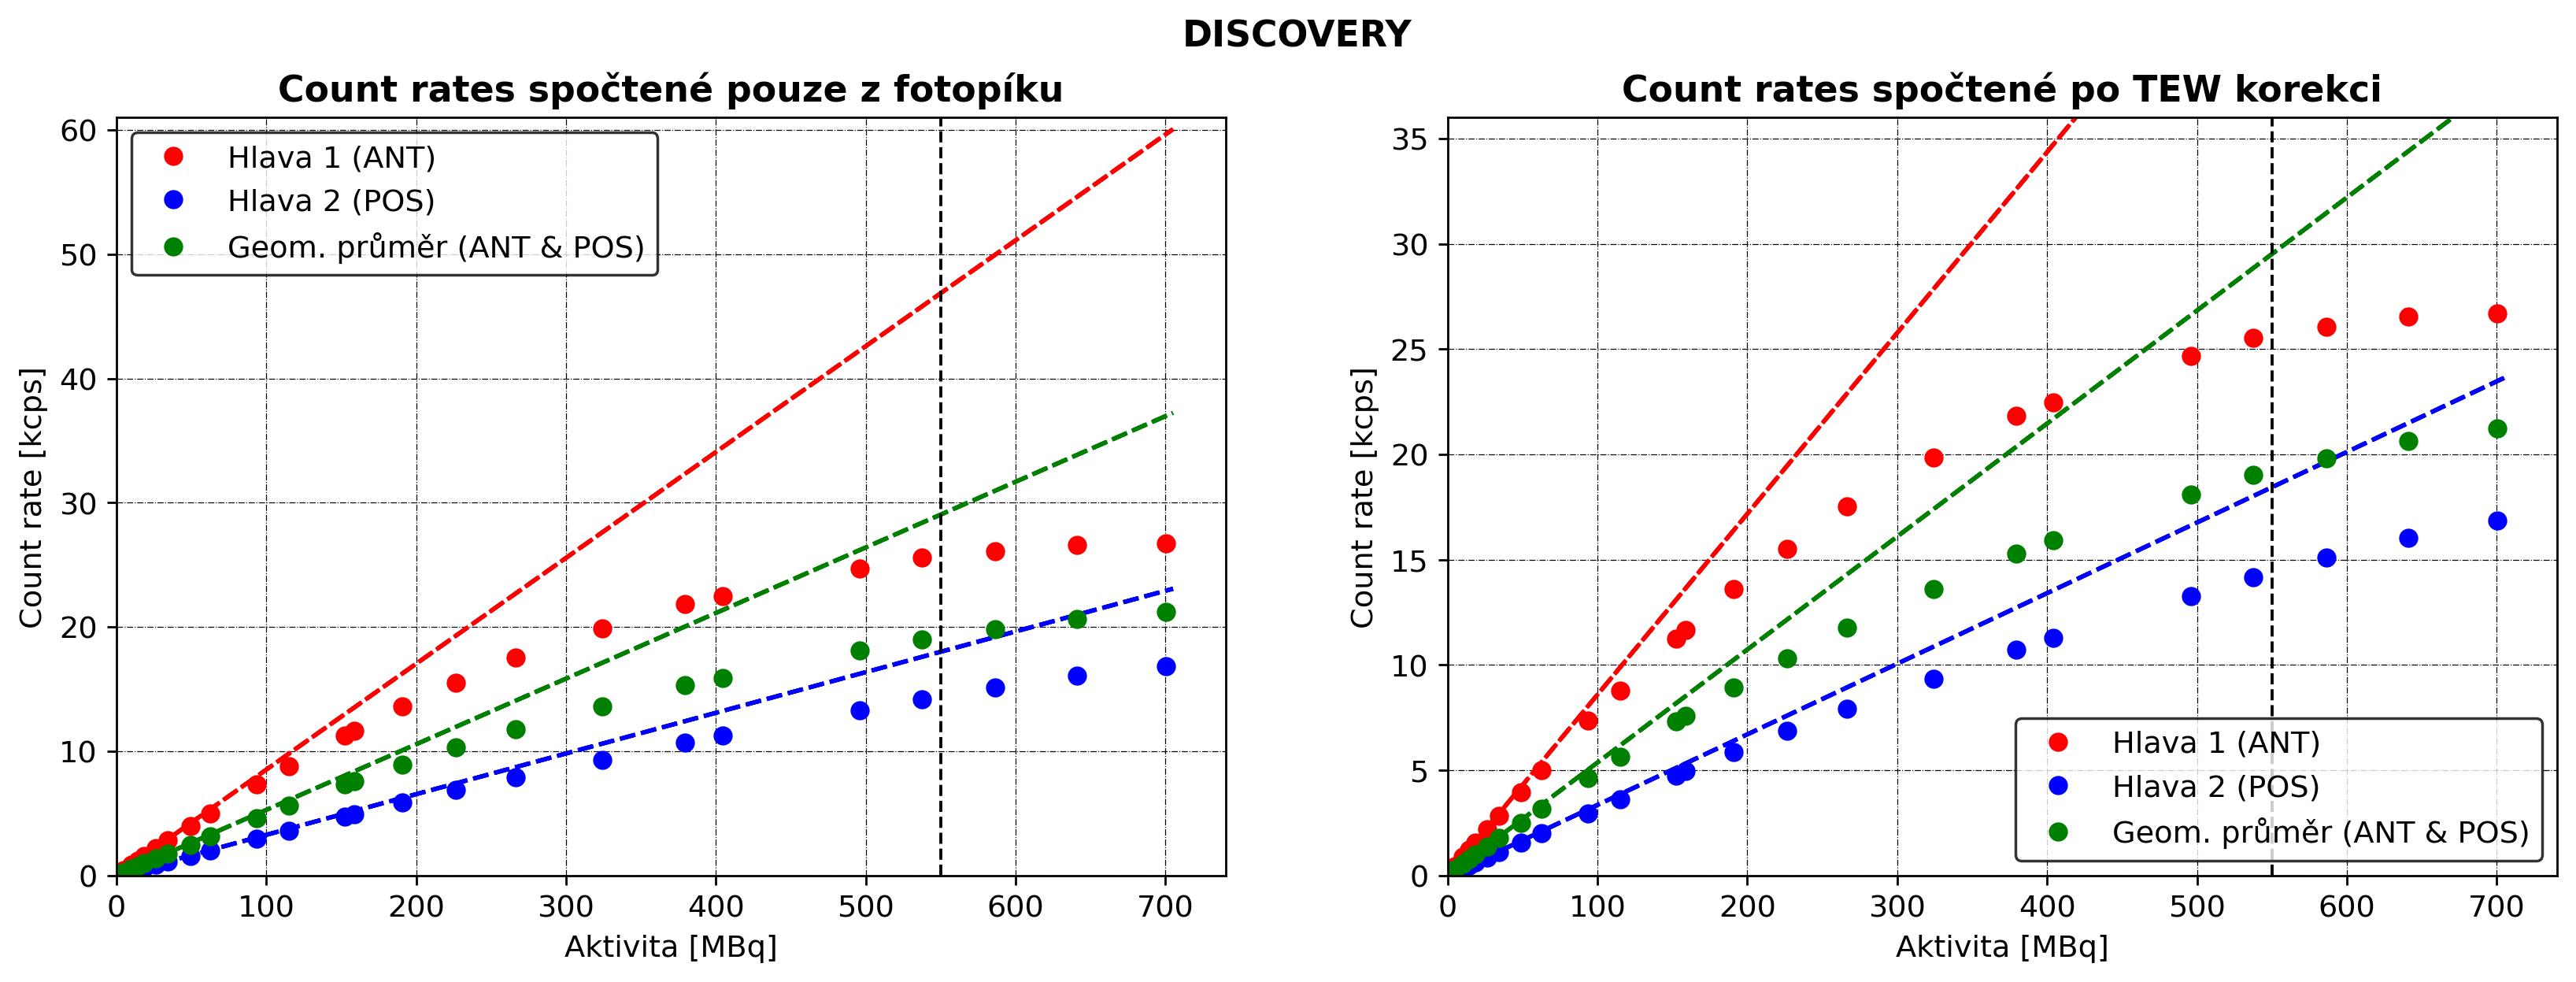 DISCOVERY
Count rates spočtené pouze z fotopíku
Count rate [kcps]
60
50
40
30
20
10
0
Hlava 1 (ANT)
Hlava 2 (POS)
Geom. průměr (ANT & POS)
0 100 200 300 400 500 600 700
Aktivita [MBq]
Count rates spočtené po TEW korekci
Count rate [kcps]
35
30
25
20
15
10
5
0
Hlava 1 (ANT)
Hlava 2 (POS)
Geom. průměr (ANT & POS)
0 100 200 300 400 500 600 700
Aktivita [MBq]